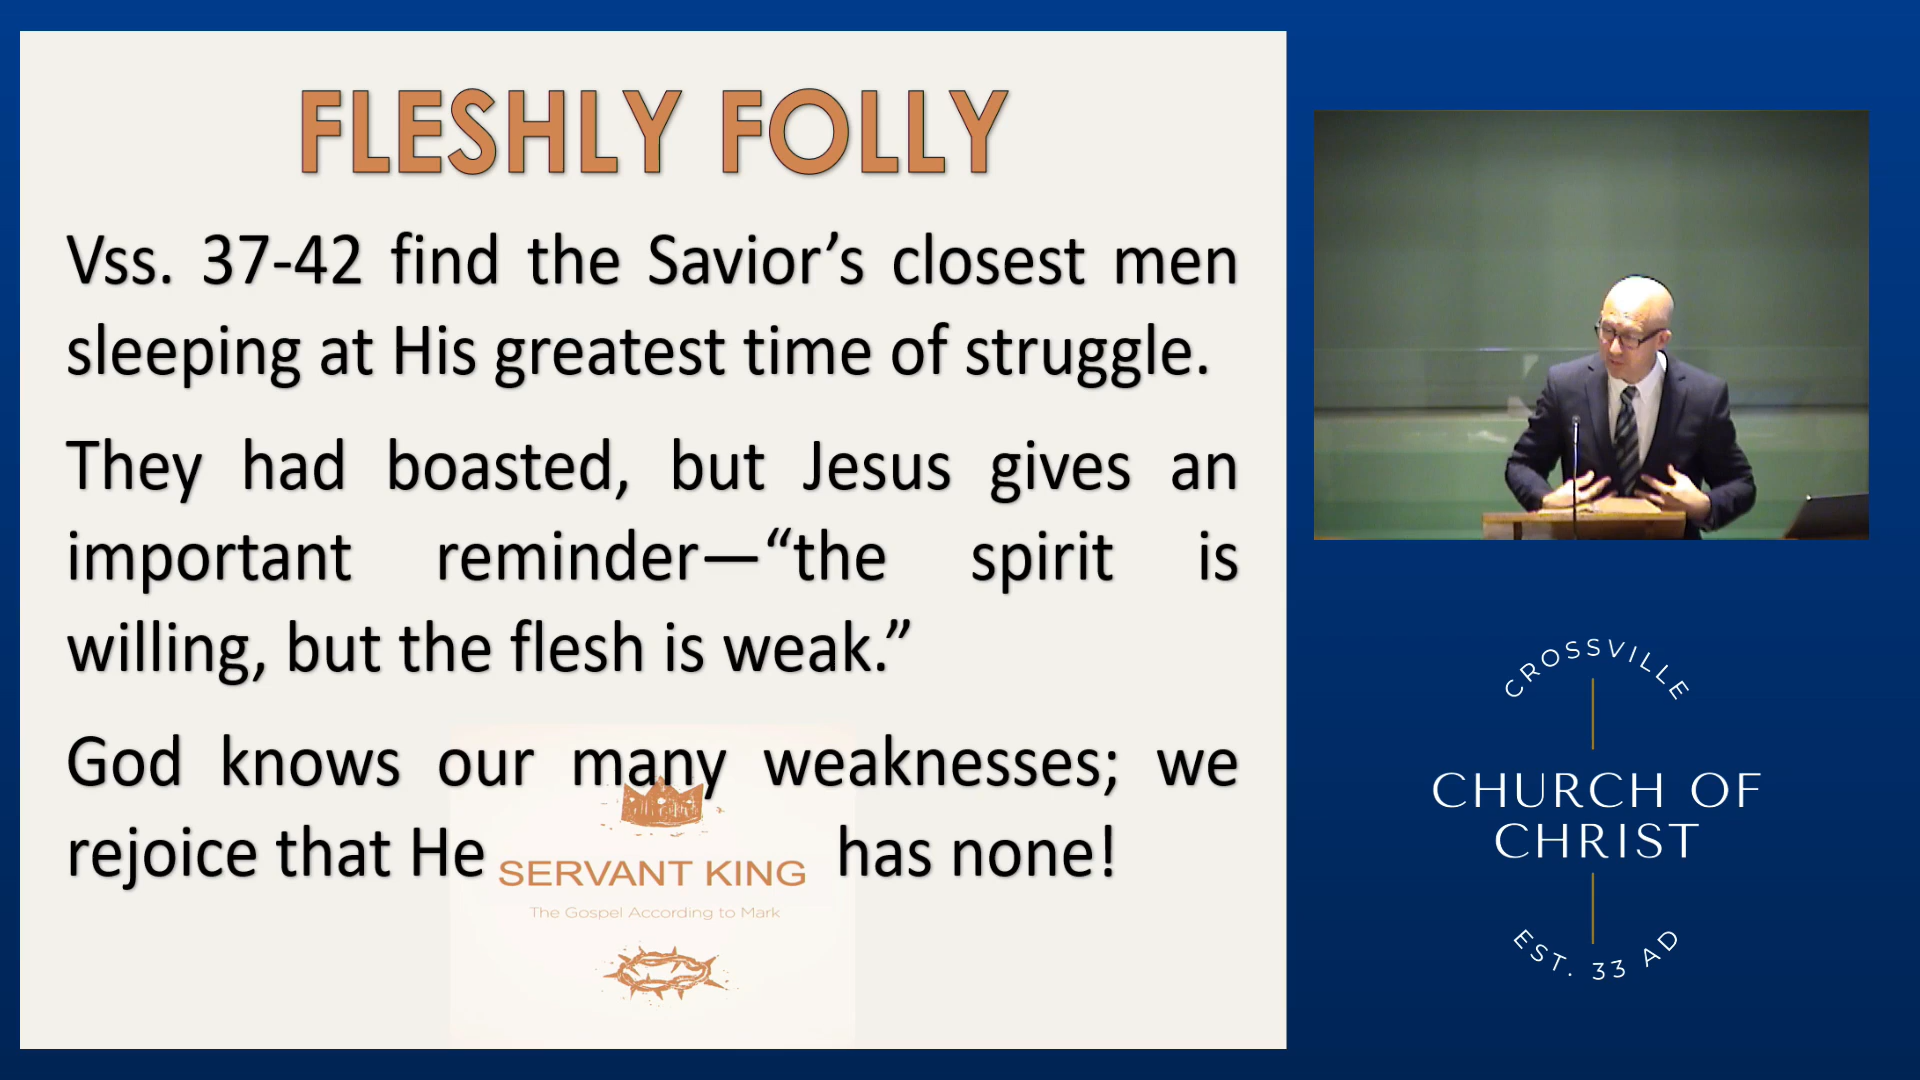 FLESHLY FOLLY
Vss. 37-42 find the Savior’s closest men
sleeping at His greatest time of struggle.
They had boasted, but Jesus gives an
important reminder—“the spirit is
willing, but the flesh is weak.”
God knows our many weaknesses; we
rejoice that He has none!
SERVANT KING
The Gospel According to Mark
CROSSVILLE
CHURCH OF
CHRIST
EST. 33 AD